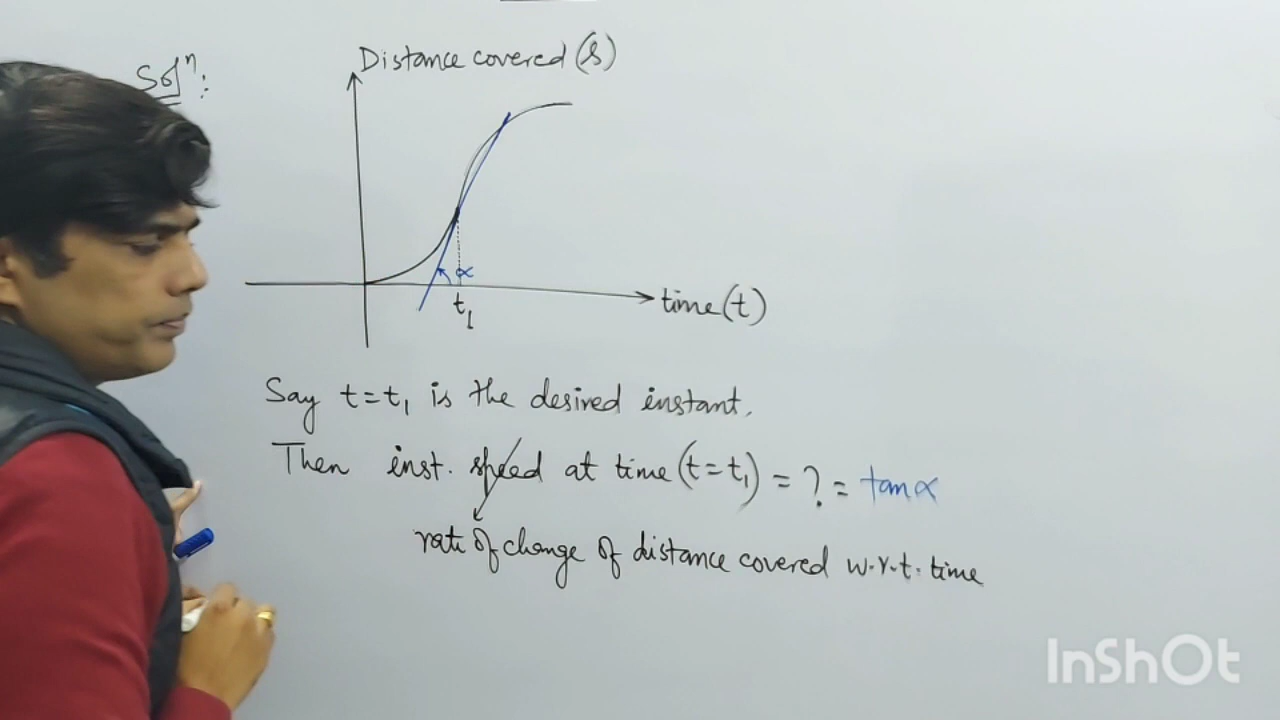 Solⁿ:
Distance covered (s)
α
t₁
time (t)
Say t = t₁ is the desired instant.
Then inst. speed at time (t = t₁) = ? = tan α
rate of change of distance covered w.r.t. time
InShOt